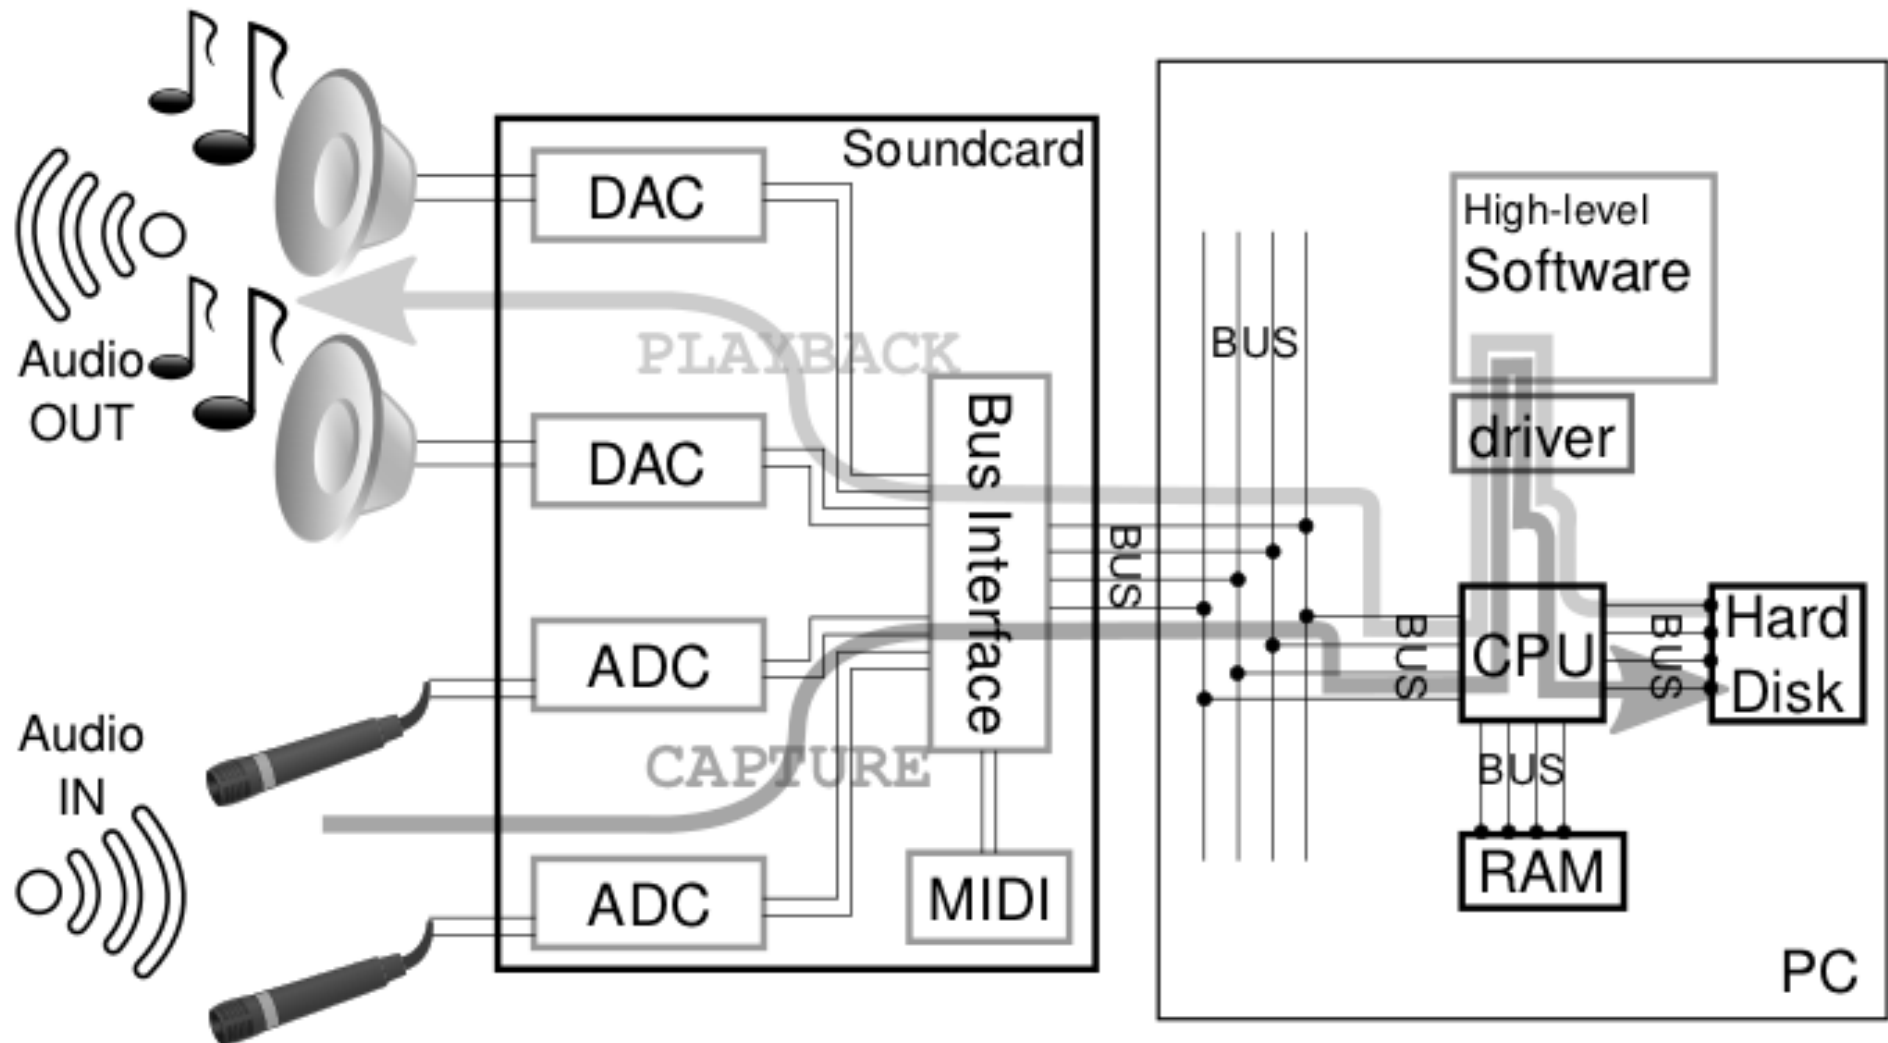 Audio
OUT
Audio
IN
Soundcard
DAC
DAC
ADC
ADC
PLAYBACK
CAPTURE
Bus Interface
MIDI
BUS
BUS
High-level
Software
driver
BUS
CPU
BUS
Hard
Disk
BUS
RAM
PC